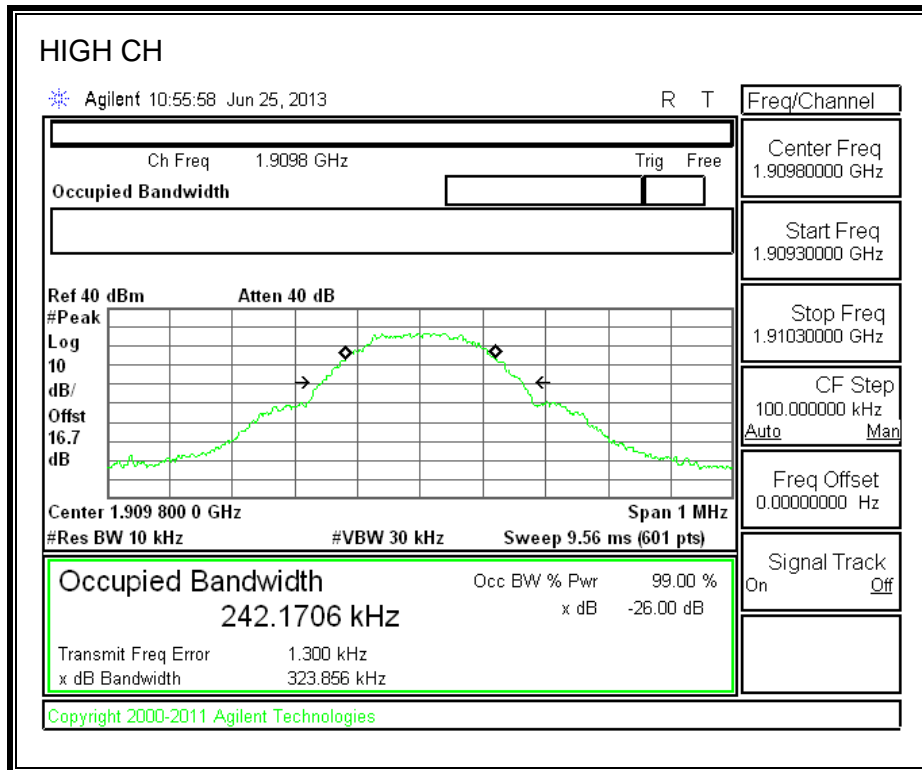 HIGH CH
Agilent 10:55:58 Jun 25, 2013 R T
Freq/Channel
Ch Freq 1.9098 GHz Trig Free
Occupied Bandwidth
Center Freq
1.90980000 GHz
Start Freq
1.90930000 GHz
Stop Freq
1.91030000 GHz
CF Step
100.000000 kHz
Auto Man
Freq Offset
0.00000000 Hz
Signal Track
On Off
Ref 40 dBm Atten 40 dB
#Peak
Log
10
dB/
Offst
16.7
dB
Center 1.909 800 0 GHz Span 1 MHz
#Res BW 10 kHz #VBW 30 kHz Sweep 9.56 ms (601 pts)
Occupied Bandwidth Occ BW % Pwr 99.00 %
242.1706 kHz x dB -26.00 dB
Transmit Freq Error 1.300 kHz
x dB Bandwidth 323.856 kHz
Copyright 2000-2011 Agilent Technologies